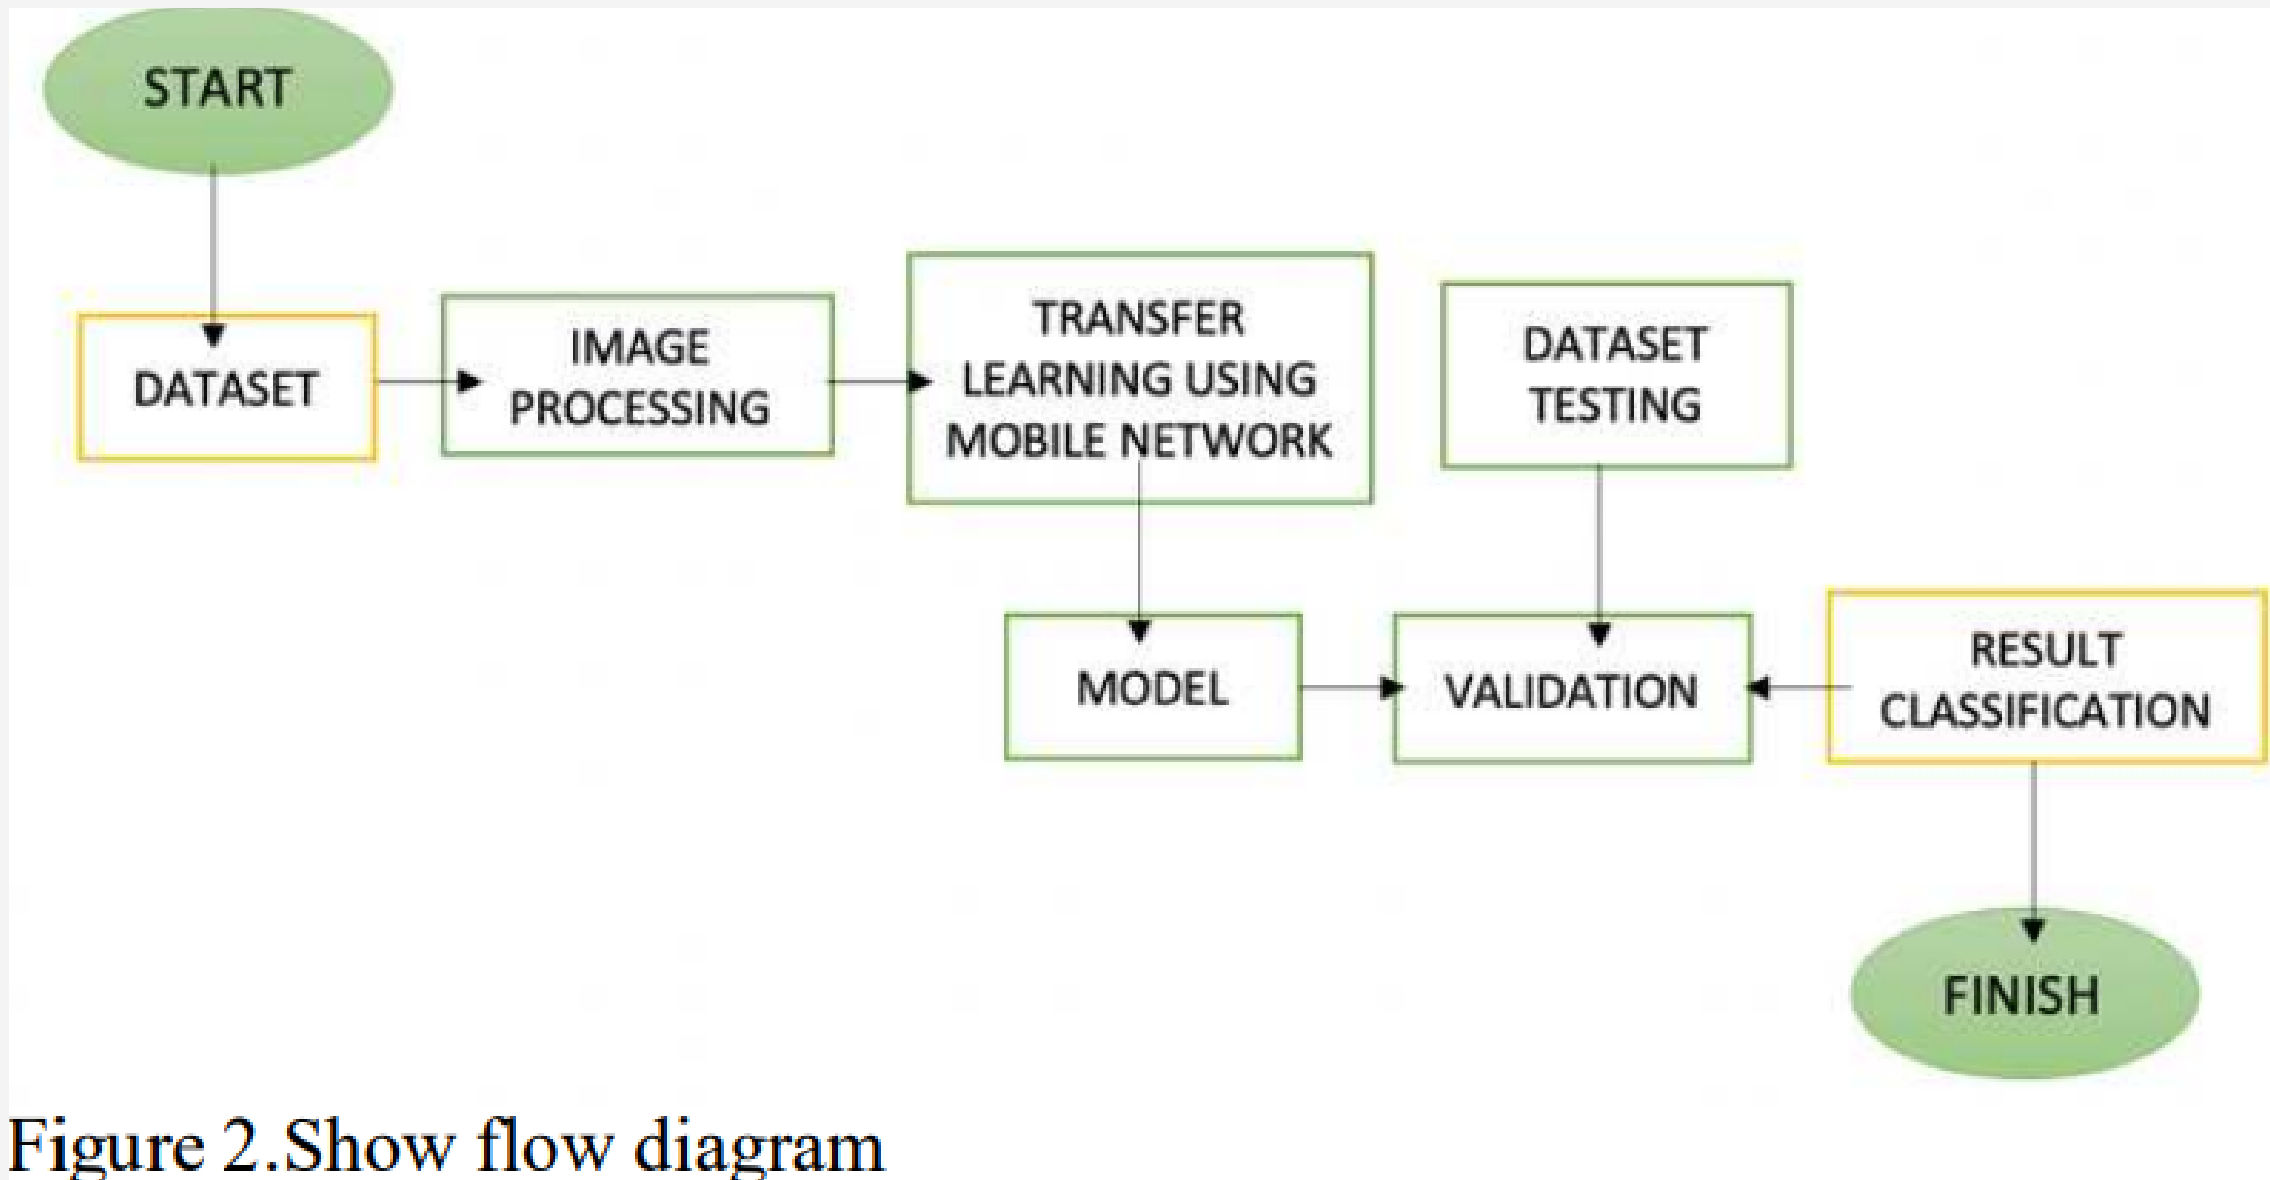 START
DATASET
IMAGE
PROCESSING
TRANSFER
LEARNING USING
MOBILE NETWORK
DATASET
TESTING
MODEL
VALIDATION
RESULT
CLASSIFICATION
FINISH
Figure 2.Show flow diagram